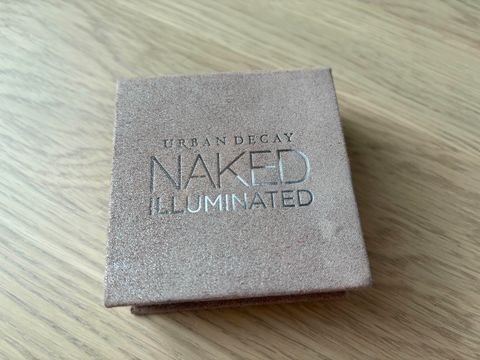 URBAN DECAY
NAKED
ILLUMINATED